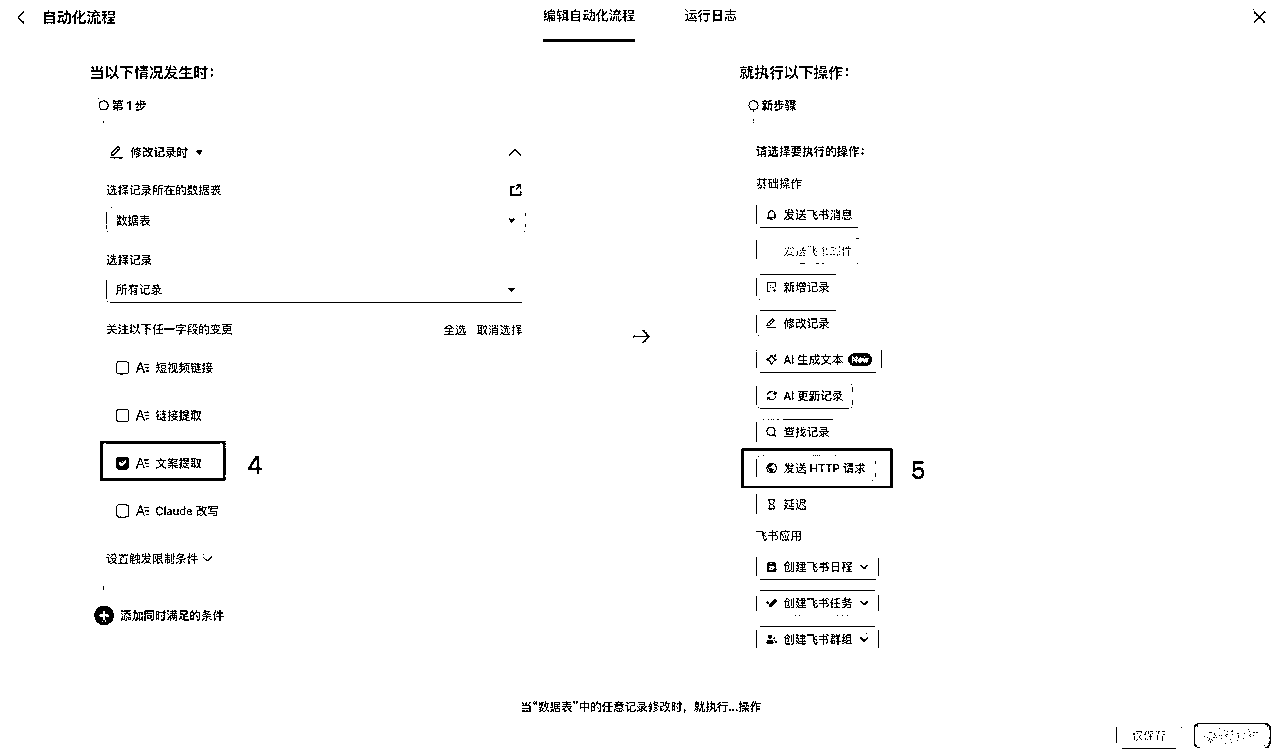 自动化流程
编辑自动化流程
运行日志
当以下情况发生时：
第 1 步
修改记录时
选择记录所在的数据表
数据表
选择记录
所有记录
关注以下任一字段的变更
全选 取消选择
短视频链接
链接提取
文案提取
4
Claude 改写
设置触发限制条件
添加同时满足的条件
就执行以下操作：
新步骤
请选择要执行的操作：
基础操作
发送飞书消息
发送飞书邮件
新增记录
修改记录
AI 生成文本 New
AI 更新记录
查找记录
发送 HTTP 请求
5
延迟
飞书应用
创建飞书日程
创建飞书任务
创建飞书群组
当“数据表”中的任意记录修改时，就执行...操作
仅保存